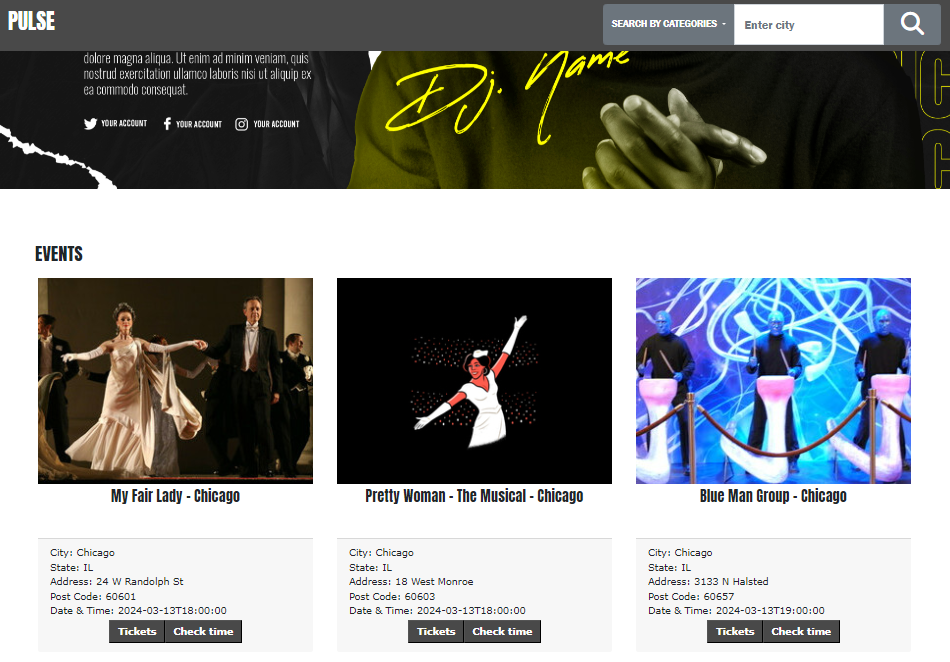 PULSE
SEARCH BY CATEGORIES
Enter city
dolore magna aliqua. Ut enim ad minim veniam, quis
nostrud exercitation ullamco laboris nisi ut aliquip ex
ea commodo consequat.
YOUR ACCOUNT YOUR ACCOUNT YOUR ACCOUNT
Dj. Name
EVENTS
My Fair Lady - Chicago
City: Chicago
State: IL
Address: 24 W Randolph St
Post Code: 60601
Date & Time: 2024-03-13T18:00:00
Tickets Check time
Pretty Woman - The Musical - Chicago
City: Chicago
State: IL
Address: 18 West Monroe
Post Code: 60603
Date & Time: 2024-03-13T18:00:00
Tickets Check time
Blue Man Group - Chicago
City: Chicago
State: IL
Address: 3133 N Halsted
Post Code: 60657
Date & Time: 2024-03-13T19:00:00
Tickets Check time